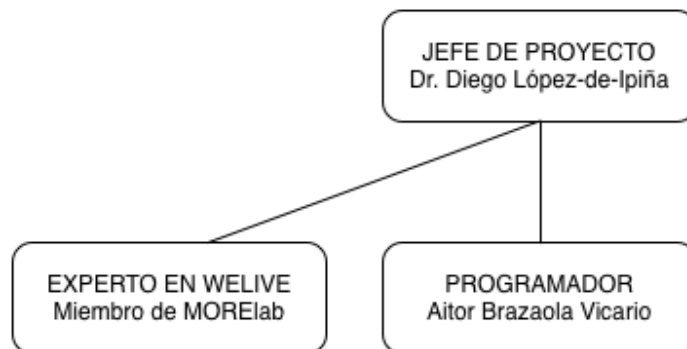 JEFE DE PROYECTO
Dr. Diego López-de-Ipiña
EXPERTO EN WELIVE
Miembro de MORElab
PROGRAMADOR
Aitor Brazaola Vicario